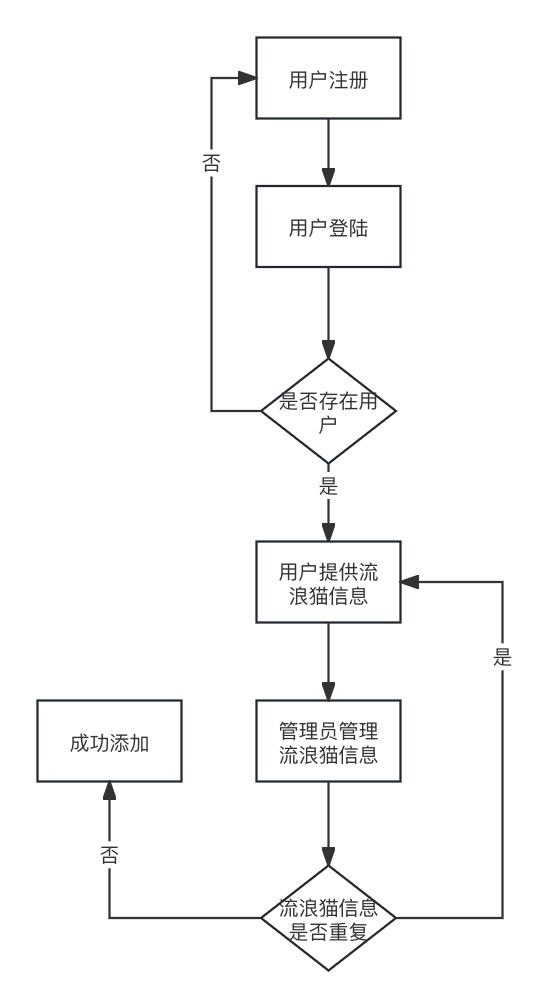 用户注册
否
用户登陆
是否存在用
户
是
用户提供流
浪猫信息
是
管理员管理
流浪猫信息
成功添加
否
流浪猫信息
是否重复